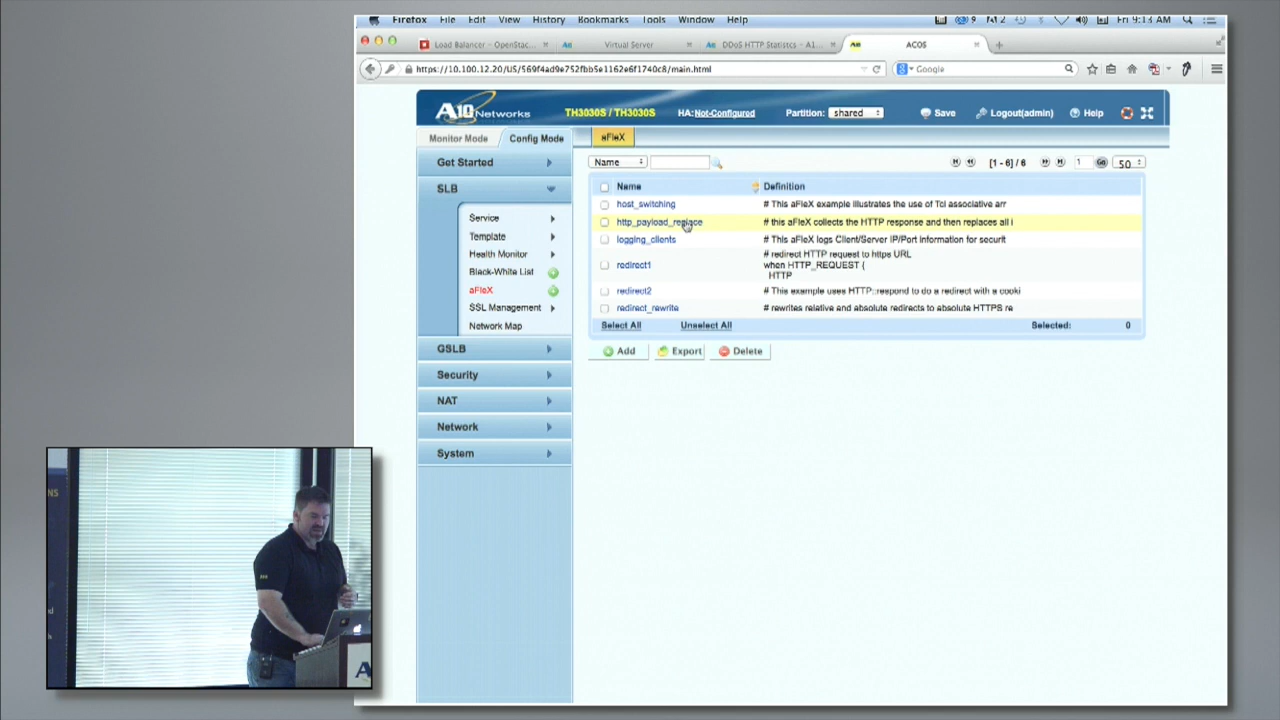 Firefox File Edit View History Bookmarks Tools Window Help
9 2 Fri 9:13 AM
Load Balancer - OpenStac... Virtual Server DDoS HTTP Statistcs - A1... ACOS
https://10.100.12.20/US/569f4ad9e752fbb5e1162e6f1740c8/main.html Google
A10 Networks TH3030S / TH3030S HA:Not-Configured Partition: shared Save Logout(admin) Help
Monitor Mode Config Mode aFleX
Get Started
Name [1 - 6] / 6 1 Go 50
SLB
Name Definition
host_switching # This aFleX example illustrates the use of Tcl associative arr
Service
http_payload_replace # this aFleX collects the HTTP response and then replaces all i
Template
logging_clients # This aFleX logs Client/Server IP/Port information for securit
Health Monitor
redirect1 # redirect HTTP request to https URL
when HTTP_REQUEST {
HTTP
Black-White List
aFleX
redirect2 # This example uses HTTP::respond to do a redirect with a cooki
SSL Management
redirect_rewrite # rewrites relative and absolute redirects to absolute HTTPS re
Network Map
Select All Unselect All Selected: 0
GSLB
Add Export Delete
Security
NAT
Network
System
NS
A